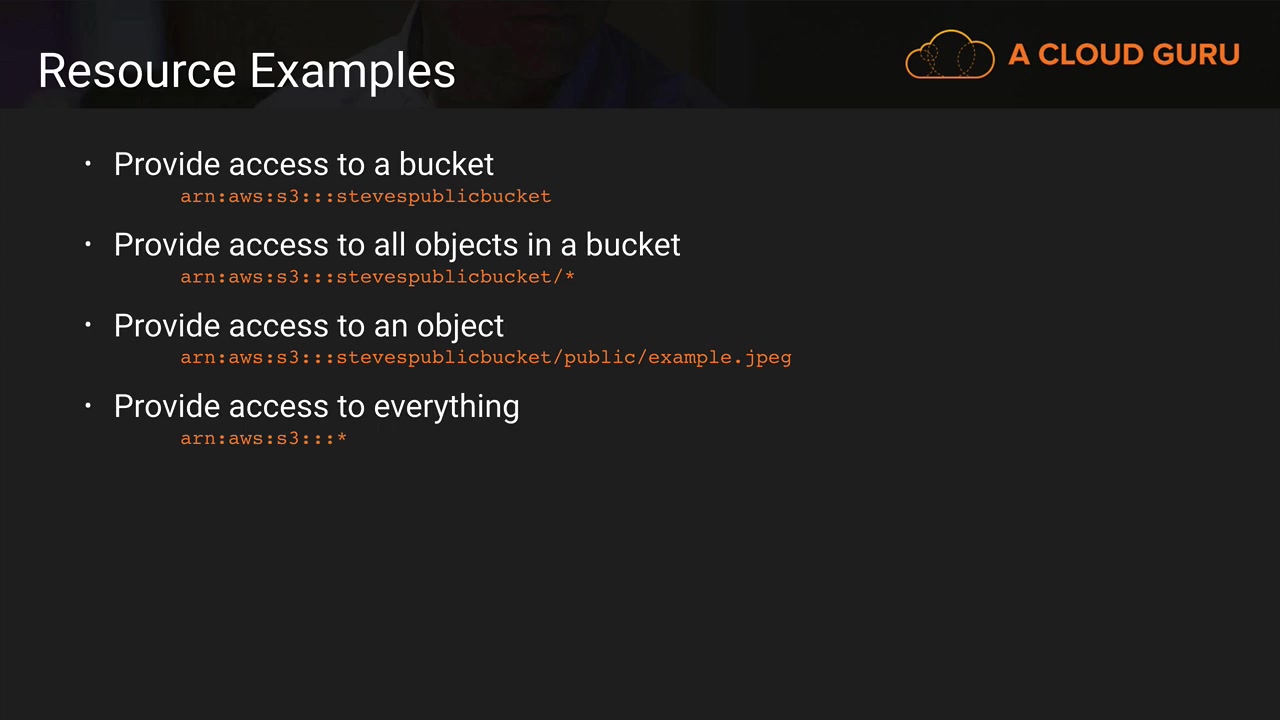 Resource Examples
A CLOUD GURU
• Provide access to a bucket
arn:aws:s3:::stevespublicbucket
• Provide access to all objects in a bucket
arn:aws:s3:::stevespublicbucket/*
• Provide access to an object
arn:aws:s3:::stevespublicbucket/public/example.jpeg
• Provide access to everything
arn:aws:s3:::*